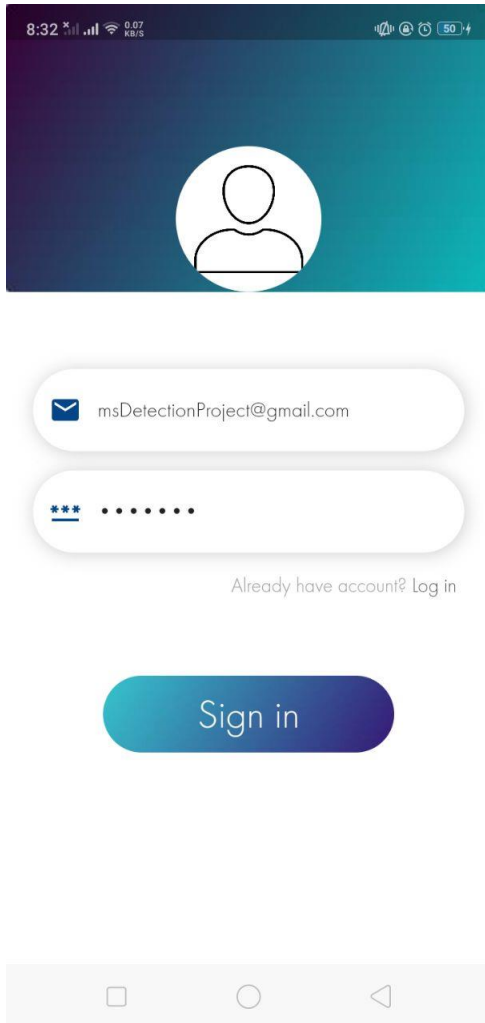 8:32 0.07 KB/S 50
msDetectionProject@gmail.com
*** •••••••
Already have account? Log in
Sign in